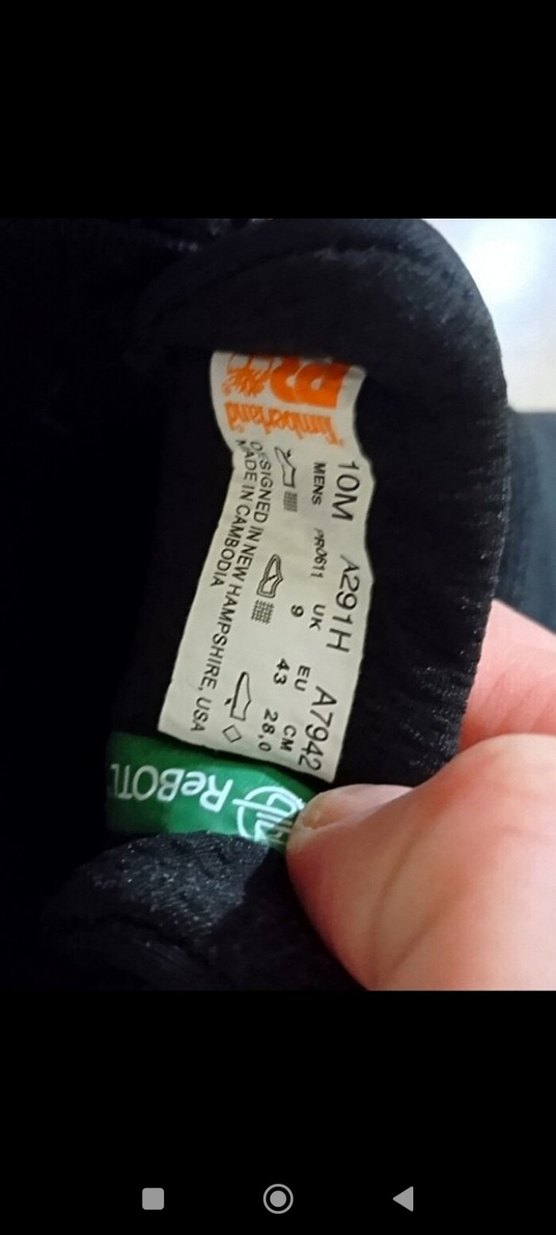 PRO
Timberland
10M A291H A7942
MENS PR0611 UK EU CM
9 43 28,0
DESIGNED IN NEW HAMPSHIRE, USA
MADE IN CAMBODIA
ReBOTL